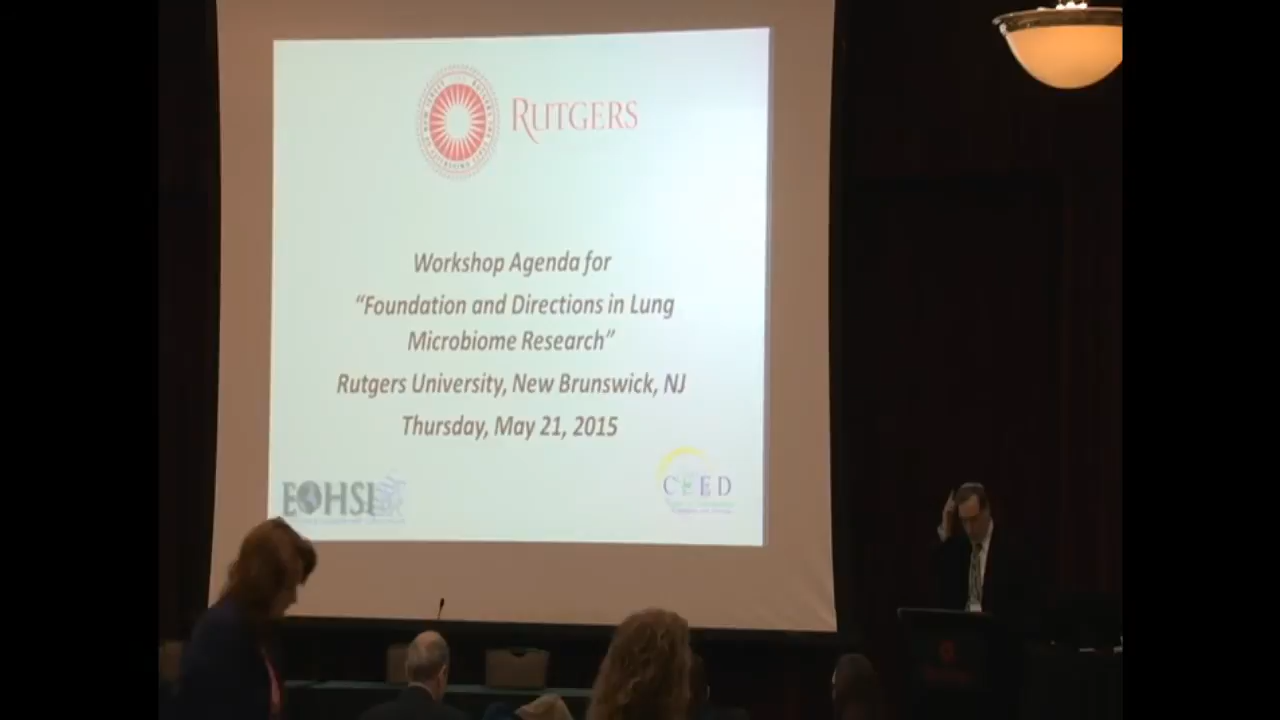 RUTGERS
Workshop Agenda for
“Foundation and Directions in Lung
Microbiome Research”
Rutgers University, New Brunswick, NJ
Thursday, May 21, 2015
EOHSI
CEED